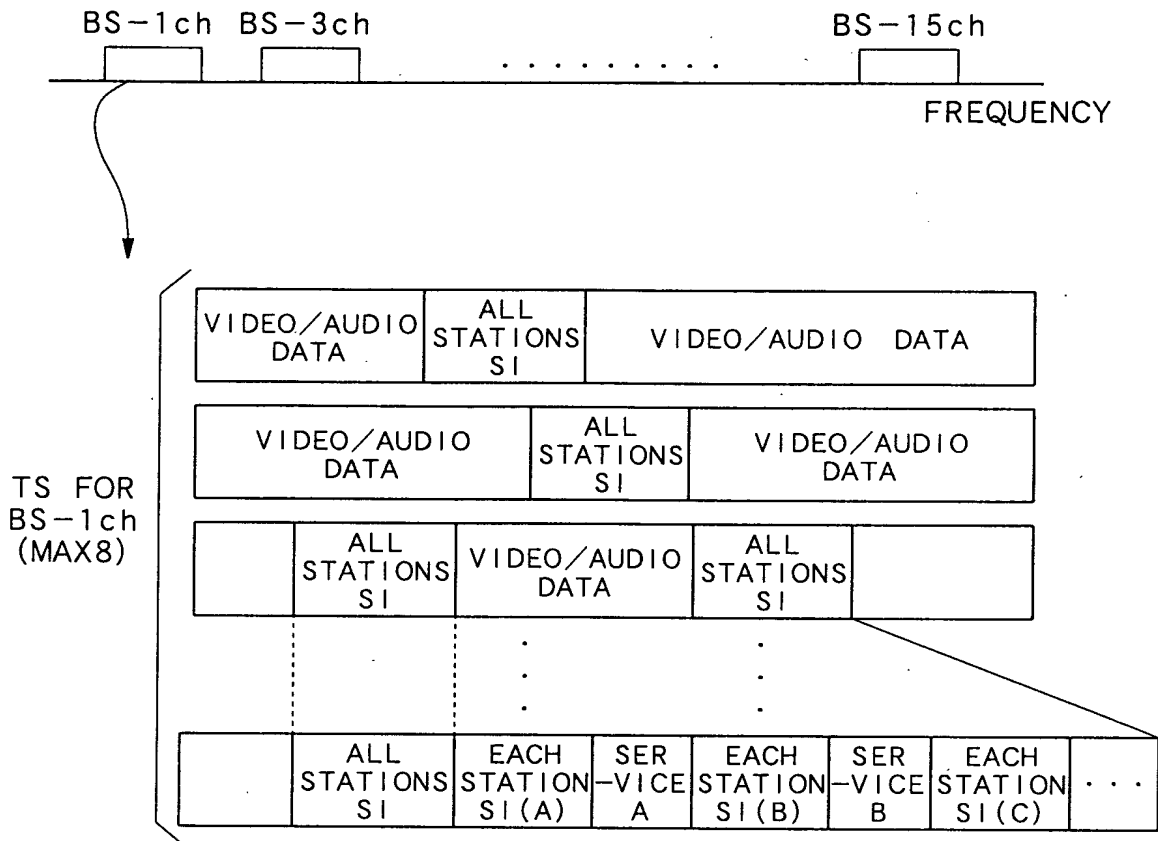 BS-1ch BS-3ch BS-15ch
. . . . . . . . .
FREQUENCY
VIDEO/AUDIO
DATA
ALL
STATIONS
SI
VIDEO/AUDIO DATA
VIDEO/AUDIO
DATA
ALL
STATIONS
SI
VIDEO/AUDIO
DATA
TS FOR
BS-1ch
(MAX8)
ALL
STATIONS
SI
VIDEO/AUDIO
DATA
ALL
STATIONS
SI
ALL
STATIONS
SI
EACH
STATION
SI(A)
SER
-VICE
A
EACH
STATION
SI(B)
SER
-VICE
B
EACH
STATION
SI(C)
. . .